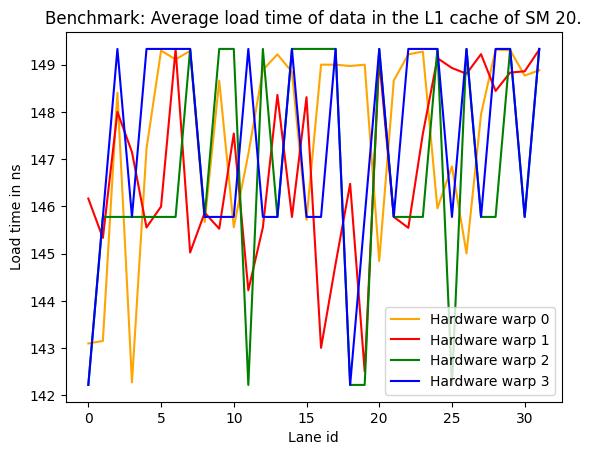 Benchmark: Average load time of data in the L1 cache of SM 20.
149
148
147
146
145
144
143
142
Load time in ns
0
5
10
15
20
25
30
Lane id
Hardware warp 0
Hardware warp 1
Hardware warp 2
Hardware warp 3